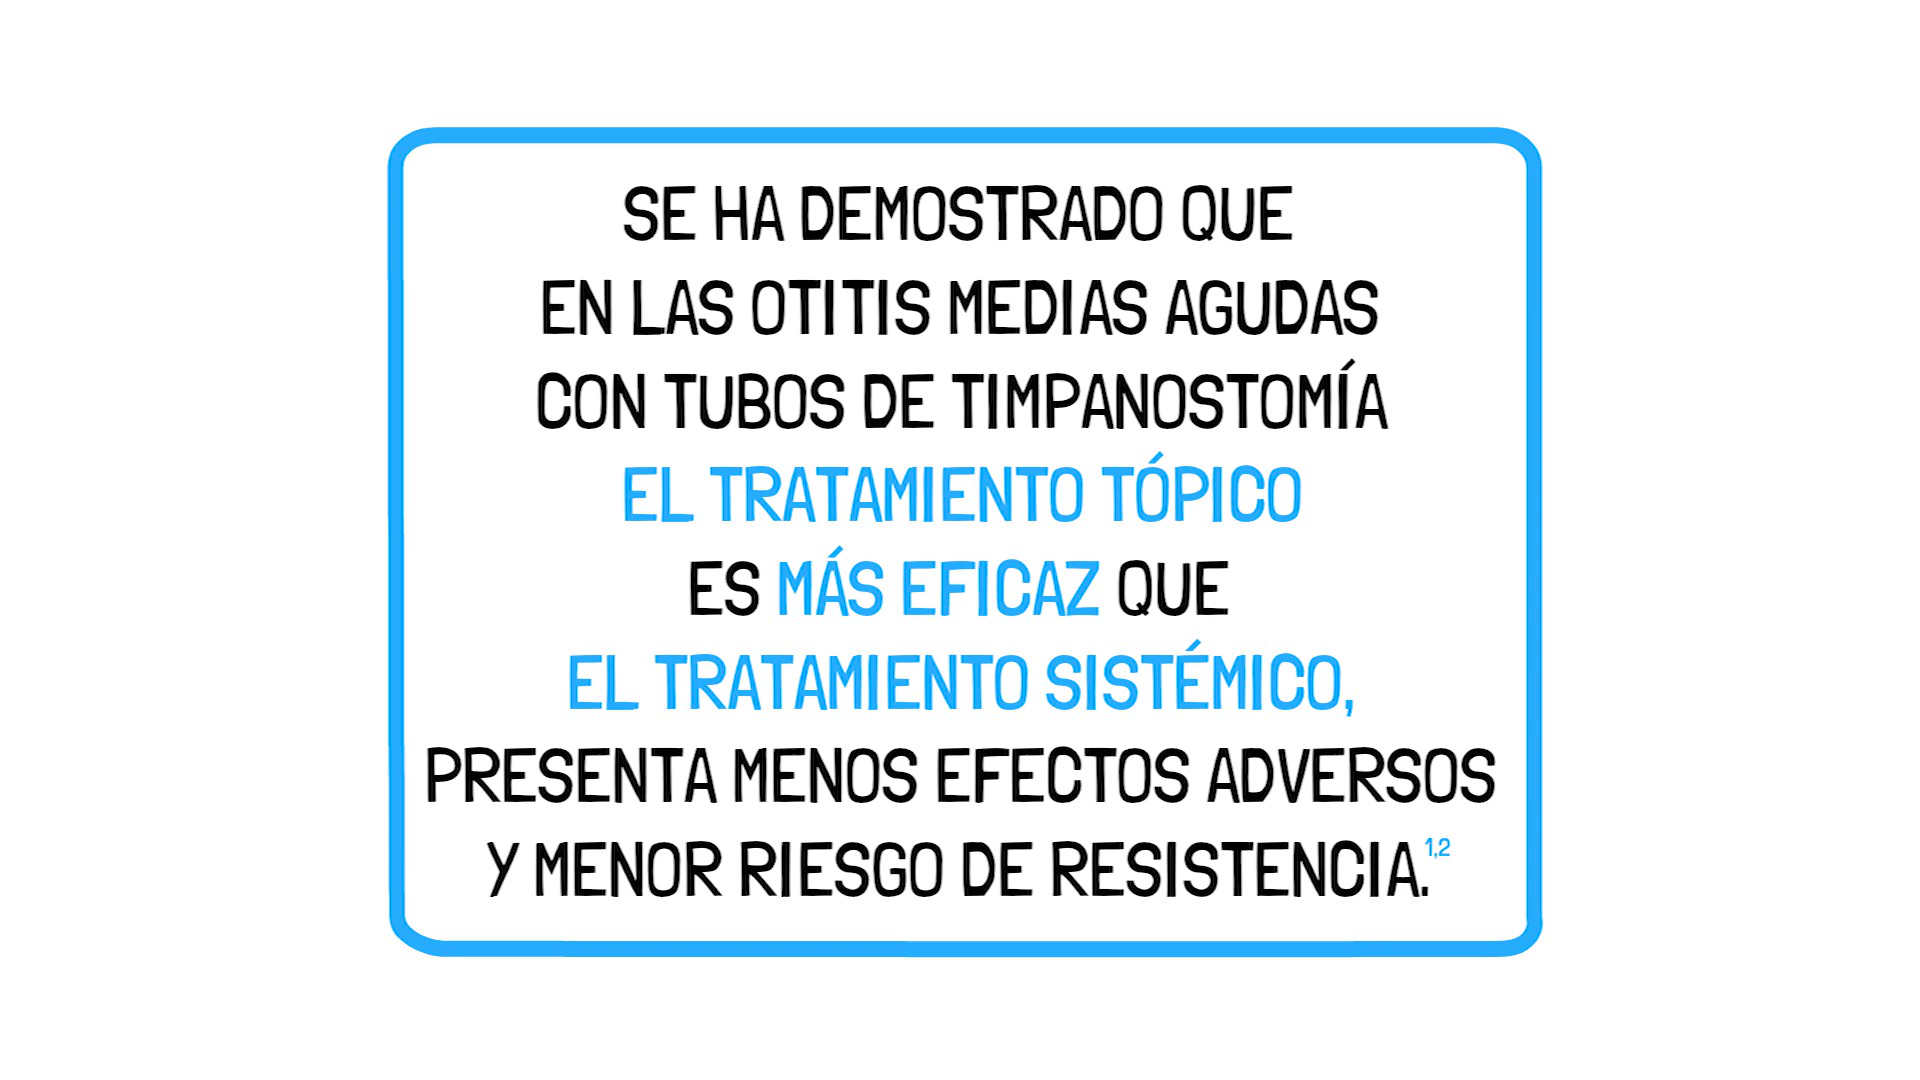 SE HA DEMOSTRADO QUE
EN LAS OTITIS MEDIAS AGUDAS
CON TUBOS DE TIMPANOSTOMÍA
EL TRATAMIENTO TÓPICO
ES MÁS EFICAZ QUE
EL TRATAMIENTO SISTÉMICO,
PRESENTA MENOS EFECTOS ADVERSOS
Y MENOR RIESGO DE RESISTENCIA.1,2